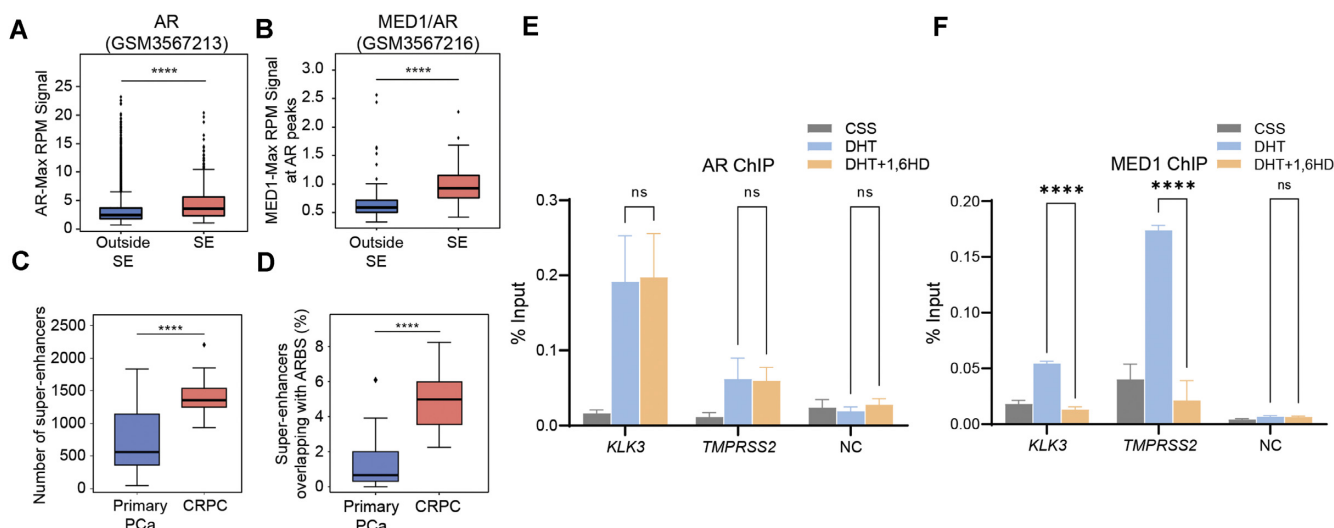 A
AR
(GSM3567213)
****
AR-Max RPM Signal
25
20
15
10
5
0
Outside
SE
SE
B
MED1/AR
(GSM3567216)
****
MED1-Max RPM Signal
at AR peaks
3.0
2.5
2.0
1.5
1.0
0.5
Outside
SE
SE
C
****
Number of super-enhancers
2500
2000
1500
1000
500
0
Primary
PCa
CRPC
D
****
Super-enhancers
overlapping with ARBS (%)
8
6
4
2
0
Primary
PCa
CRPC
E
CSS
DHT
DHT+1,6HD
AR ChIP
ns
ns
ns
% Input
0.3
0.2
0.1
0.0
KLK3
TMPRSS2
NC
F
CSS
DHT
DHT+1,6HD
MED1 ChIP
****
****
ns
% Input
0.20
0.15
0.10
0.05
0.00
KLK3
TMPRSS2
NC